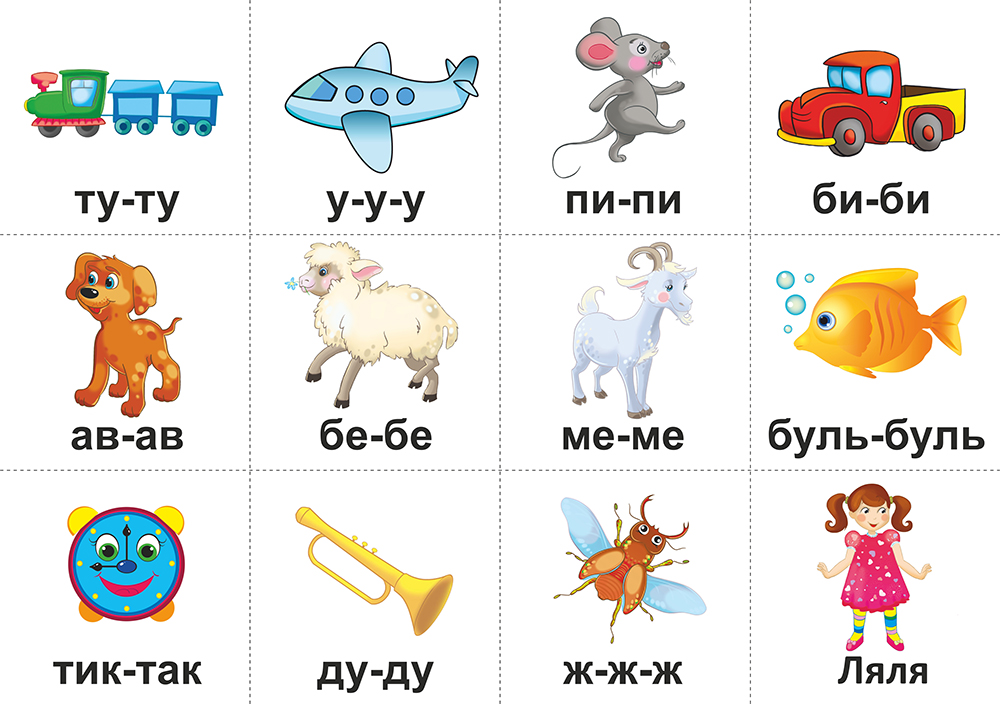 ту-ту
у-у-у
пи-пи
би-би
ав-ав
бе-бе
ме-ме
буль-буль
тик-так
ду-ду
ж-ж-ж
Ляля